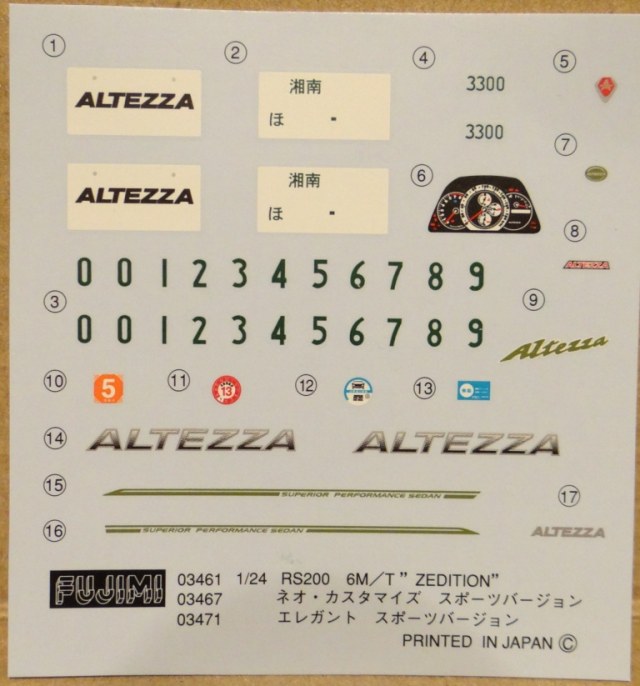 ① ② ④ ⑤
ALTEZZA
湘南
ほ -
3300
3300
⑦
ALTEZZA
湘南
ほ -
⑥
⑧
ALTEZZA
③
0 0 1 2 3 4 5 6 7 8 9
0 0 1 2 3 4 5 6 7 8 9
⑨
Altezza
⑩ 5 ⑪ 13 ⑫ ⑬
⑭ ALTEZZA ALTEZZA
⑮ SUPERIOR PERFORMANCE SEDAN
⑯ SUPERIOR PERFORMANCE SEDAN
⑰
ALTEZZA
FUJIMI
03461 1/24 RS200 6M/T " ZEDITION"
03467 ネオ・カスタマイズ スポーツバージョン
03471 エレガント スポーツバージョン
PRINTED IN JAPAN Ⓒ